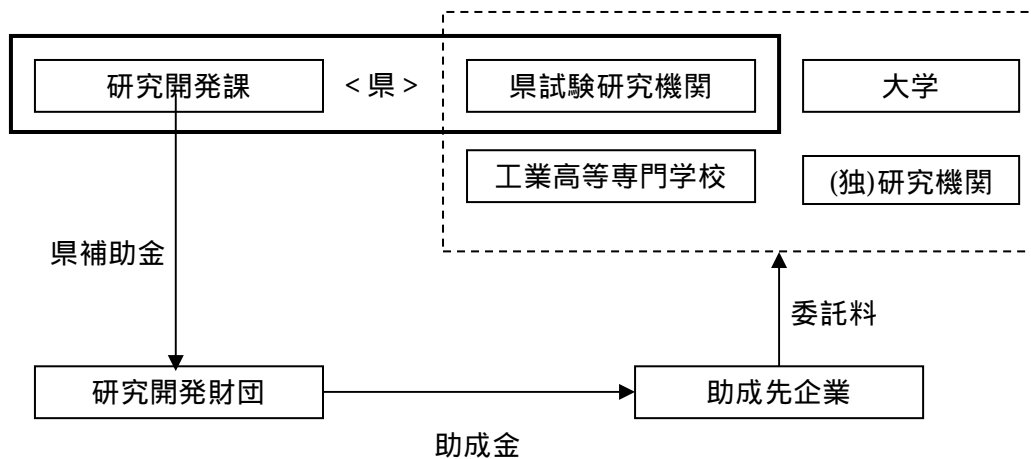 研究開発課
<県>
県試験研究機関
大学
工業高等専門学校
(独)研究機関
県補助金
委託料
研究開発財団
助成先企業
助成金